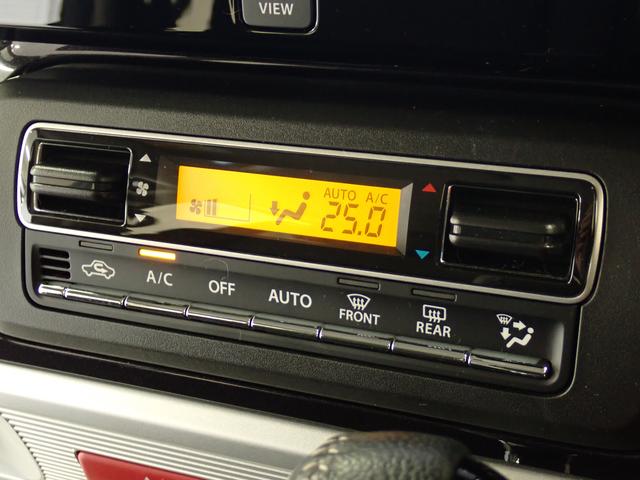 VIEW
AUTO A/C
25.0
A/C
OFF
AUTO
FRONT
REAR